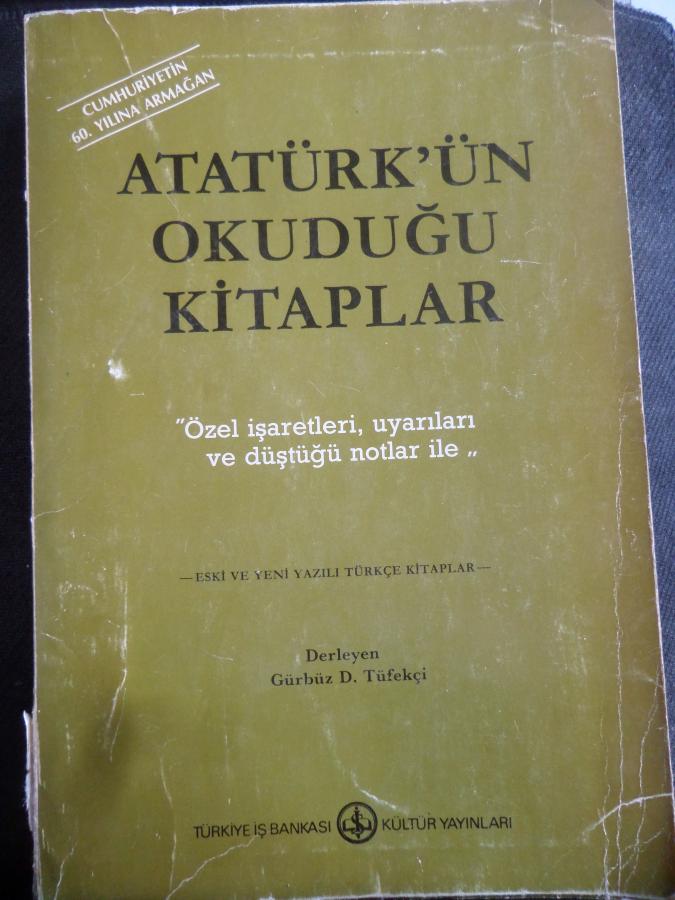 CUMHURİYETİN
60. YILINA ARMAĞAN
ATATÜRK'ÜN
OKUDUĞU
KİTAPLAR
"Özel işaretleri, uyarıları
ve düştüğü notlar ile „
—ESKİ VE YENİ YAZILI TÜRKÇE KİTAPLAR—
Derleyen
Gürbüz D. Tüfekçi
TÜRKİYE İŞ BANKASI KÜLTÜR YAYINLARI